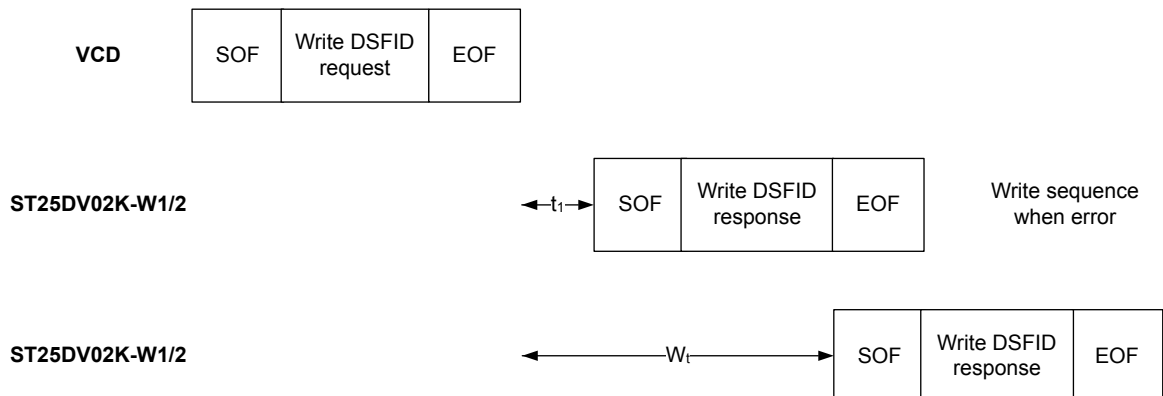 VCD
SOF
Write DSFID
request
EOF
ST25DV02K-W1/2
t1
SOF
Write DSFID
response
EOF
Write sequence
when error
ST25DV02K-W1/2
Wt
SOF
Write DSFID
response
EOF